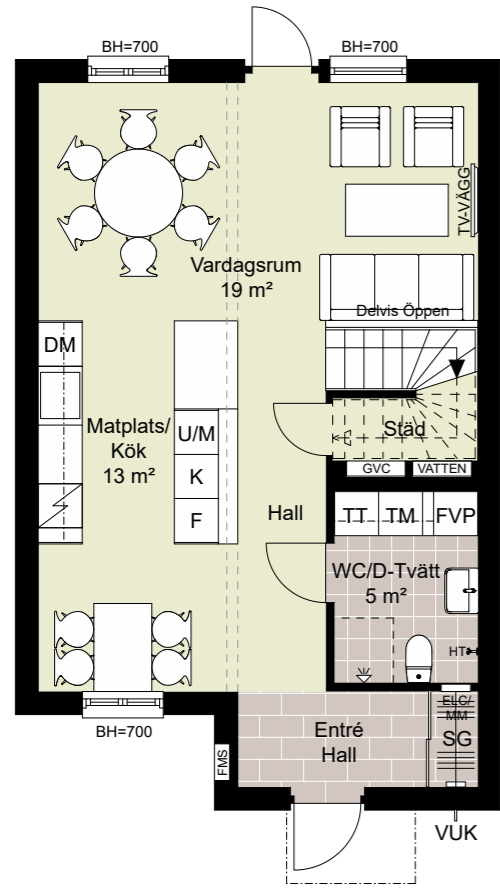 BH=700
BH=700
TV-VÄGG
Vardagsrum
19 m²
Delvis Öppen
DM
Matplats/
Kök
13 m²
U/M
K
F
Städ
GVC
VATTEN
Hall
TT
TM
FVP
WC/D-Tvätt
5 m²
HT
BH=700
FMS
Entré
Hall
ELC/
MM
SG
VUK